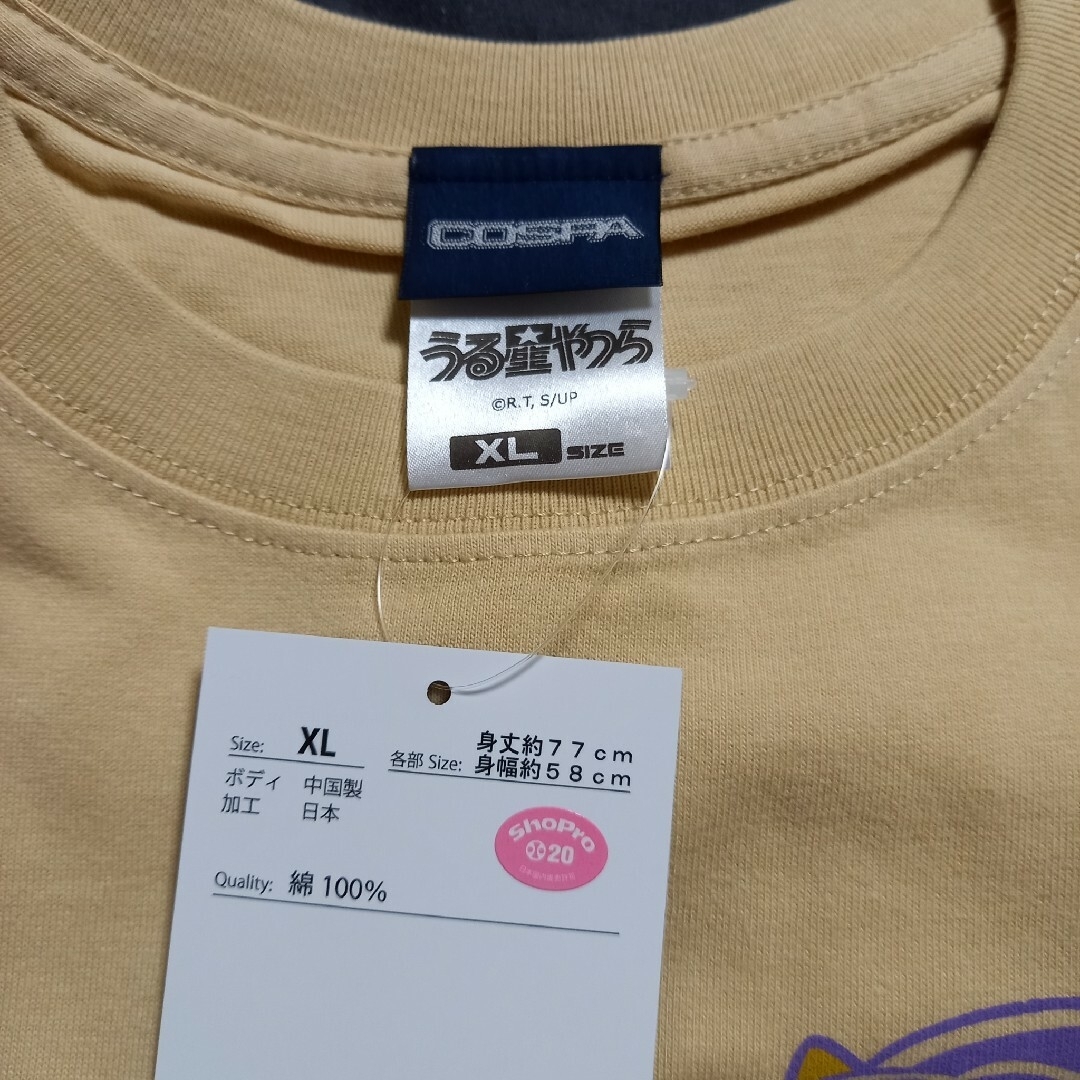 COSPA
うる星やつら
©R.T, S/UP
XL SIZE
Size: XL
各部 Size: 身丈約77cm
身幅約58cm
ボディ 中国製
加工 日本
ShoPro
20
Quality: 綿 100%